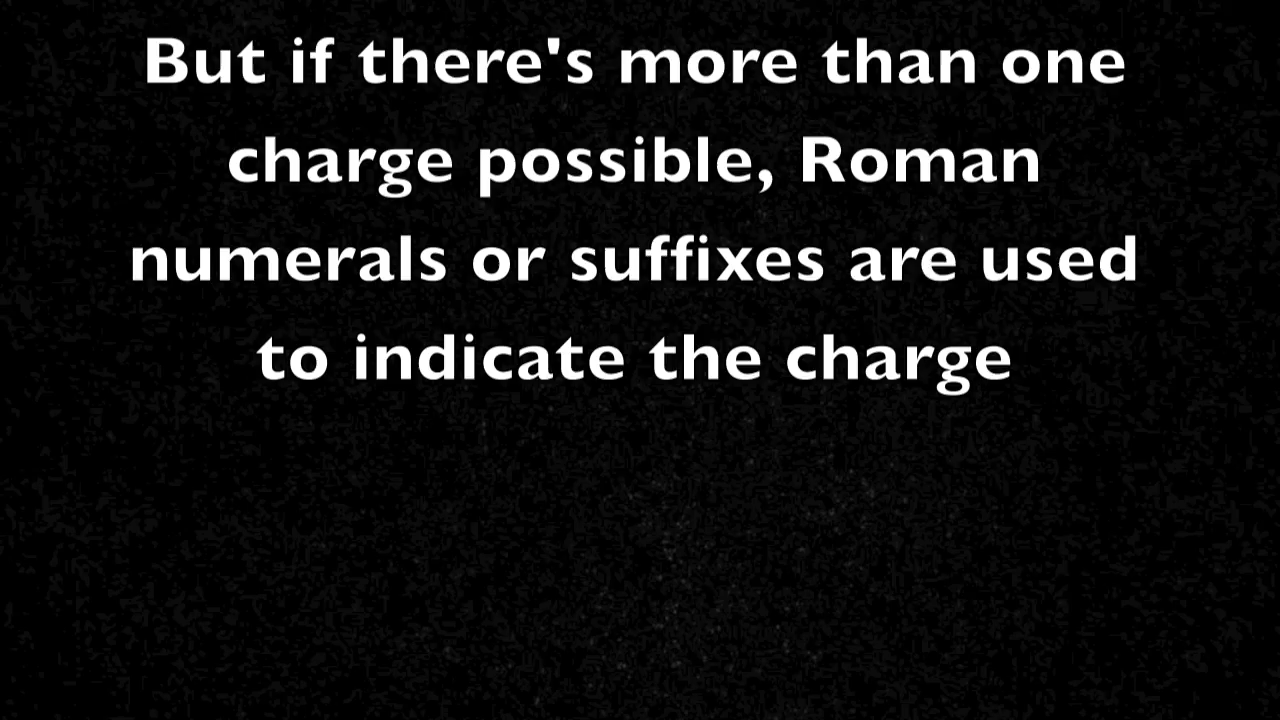 But if there's more than one
charge possible, Roman
numerals or suffixes are used
to indicate the charge